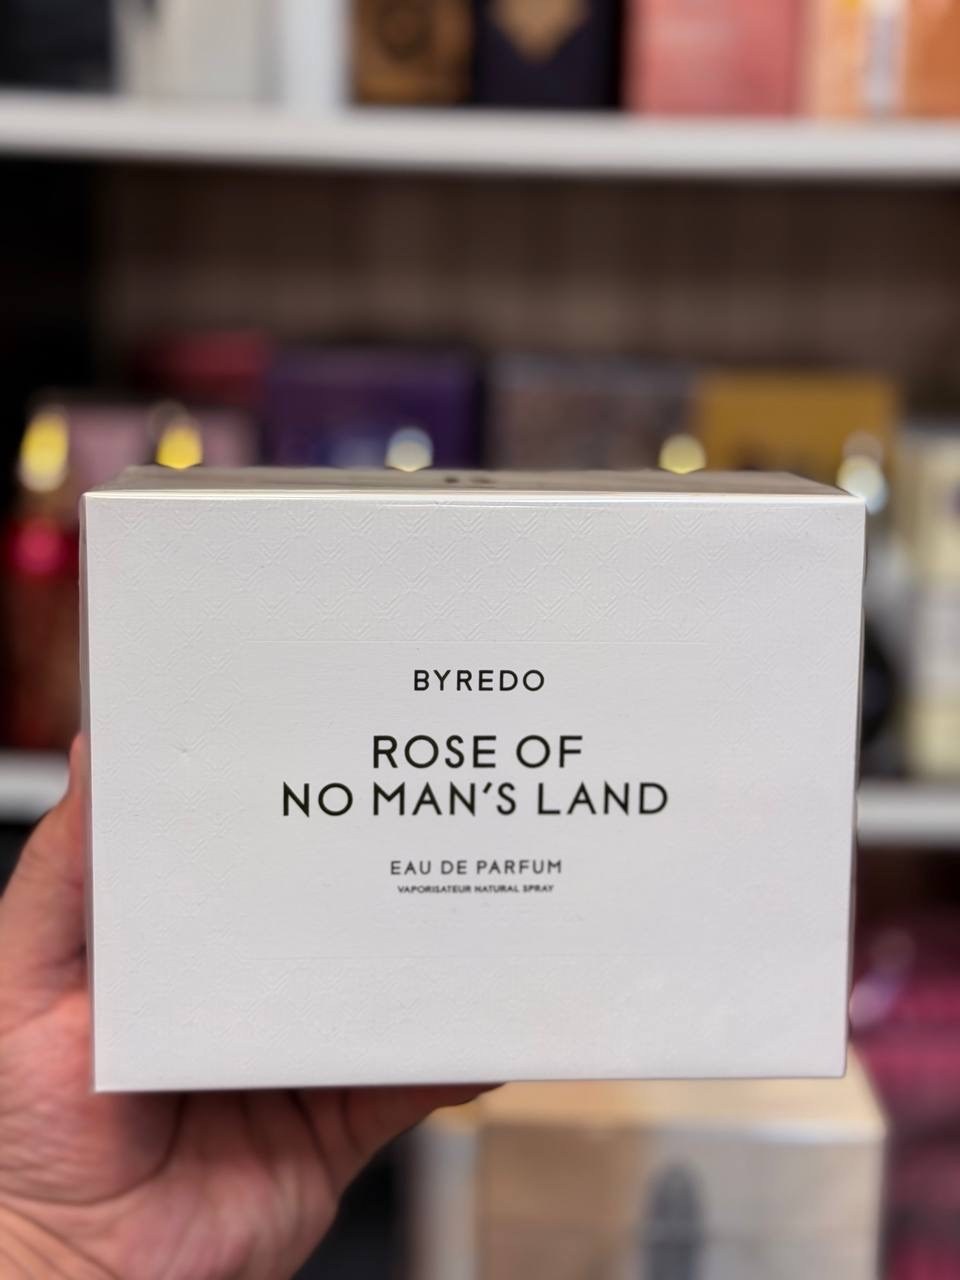 BYREDO
ROSE OF
NO MAN'S LAND
EAU DE PARFUM
VAPORISATEUR NATURAL SPRAY